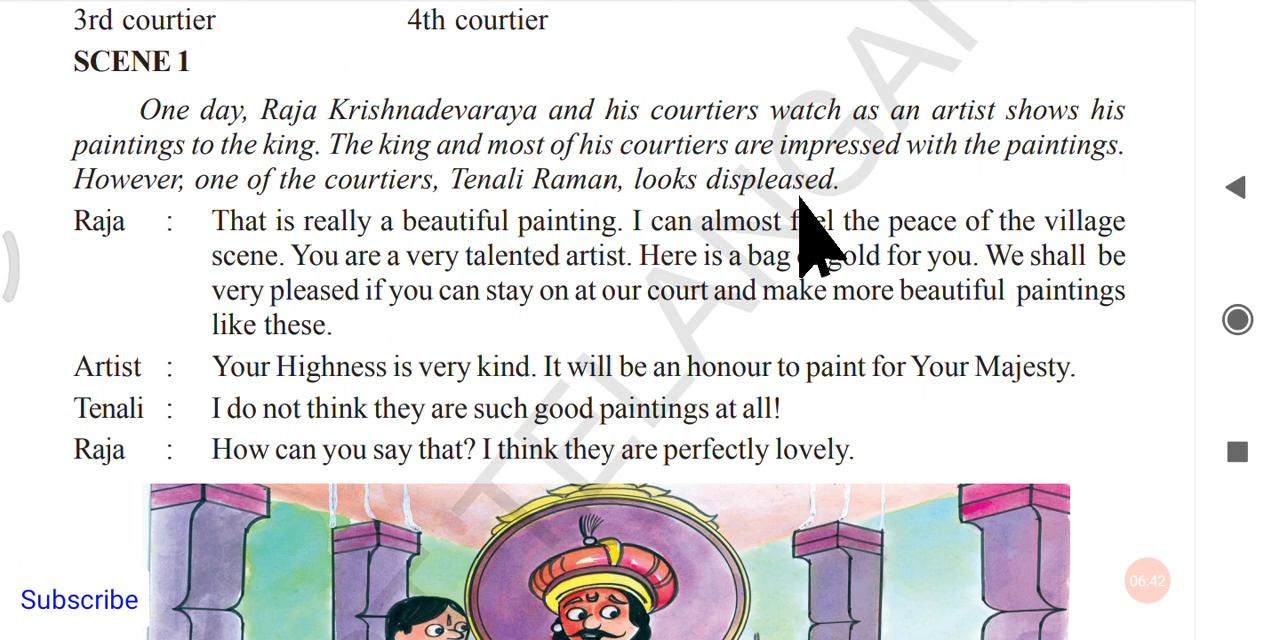 3rd courtier 4th courtier
SCENE 1
One day, Raja Krishnadevaraya and his courtiers watch as an artist shows his
paintings to the king. The king and most of his courtiers are impressed with the paintings.
However, one of the courtiers, Tenali Raman, looks displeased.
Raja : That is really a beautiful painting. I can almost feel the peace of the village
scene. You are a very talented artist. Here is a bag gold for you. We shall be
very pleased if you can stay on at our court and make more beautiful paintings
like these.
Artist : Your Highness is very kind. It will be an honour to paint for Your Majesty.
Tenali : I do not think they are such good paintings at all!
Raja : How can you say that? I think they are perfectly lovely.
TELANGA
06:42
Subscribe